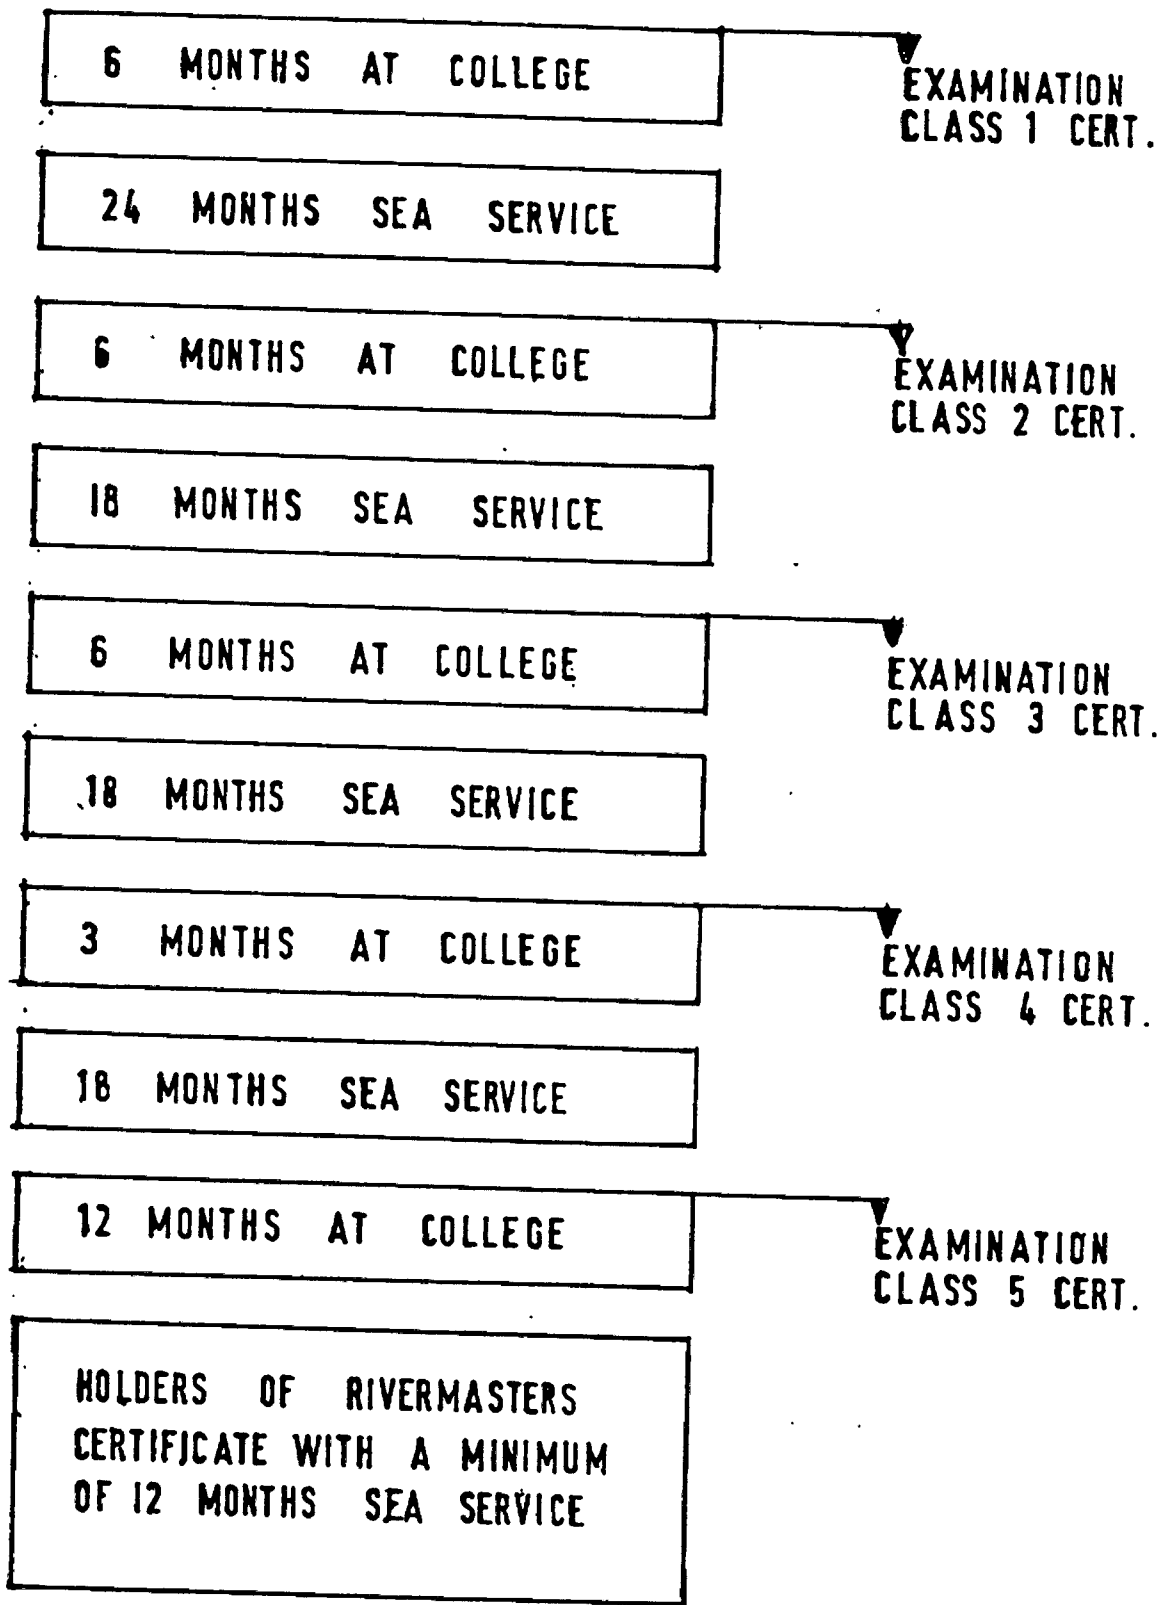 6 MONTHS AT COLLEGE
EXAMINATION
CLASS 1 CERT.
24 MONTHS SEA SERVICE
6 MONTHS AT COLLEGE
EXAMINATION
CLASS 2 CERT.
18 MONTHS SEA SERVICE
6 MONTHS AT COLLEGE
EXAMINATION
CLASS 3 CERT.
18 MONTHS SEA SERVICE
3 MONTHS AT COLLEGE
EXAMINATION
CLASS 4 CERT.
18 MONTHS SEA SERVICE
12 MONTHS AT COLLEGE
EXAMINATION
CLASS 5 CERT.
HOLDERS OF RIVERMASTERS
CERTIFICATE WITH A MINIMUM
OF 12 MONTHS SEA SERVICE